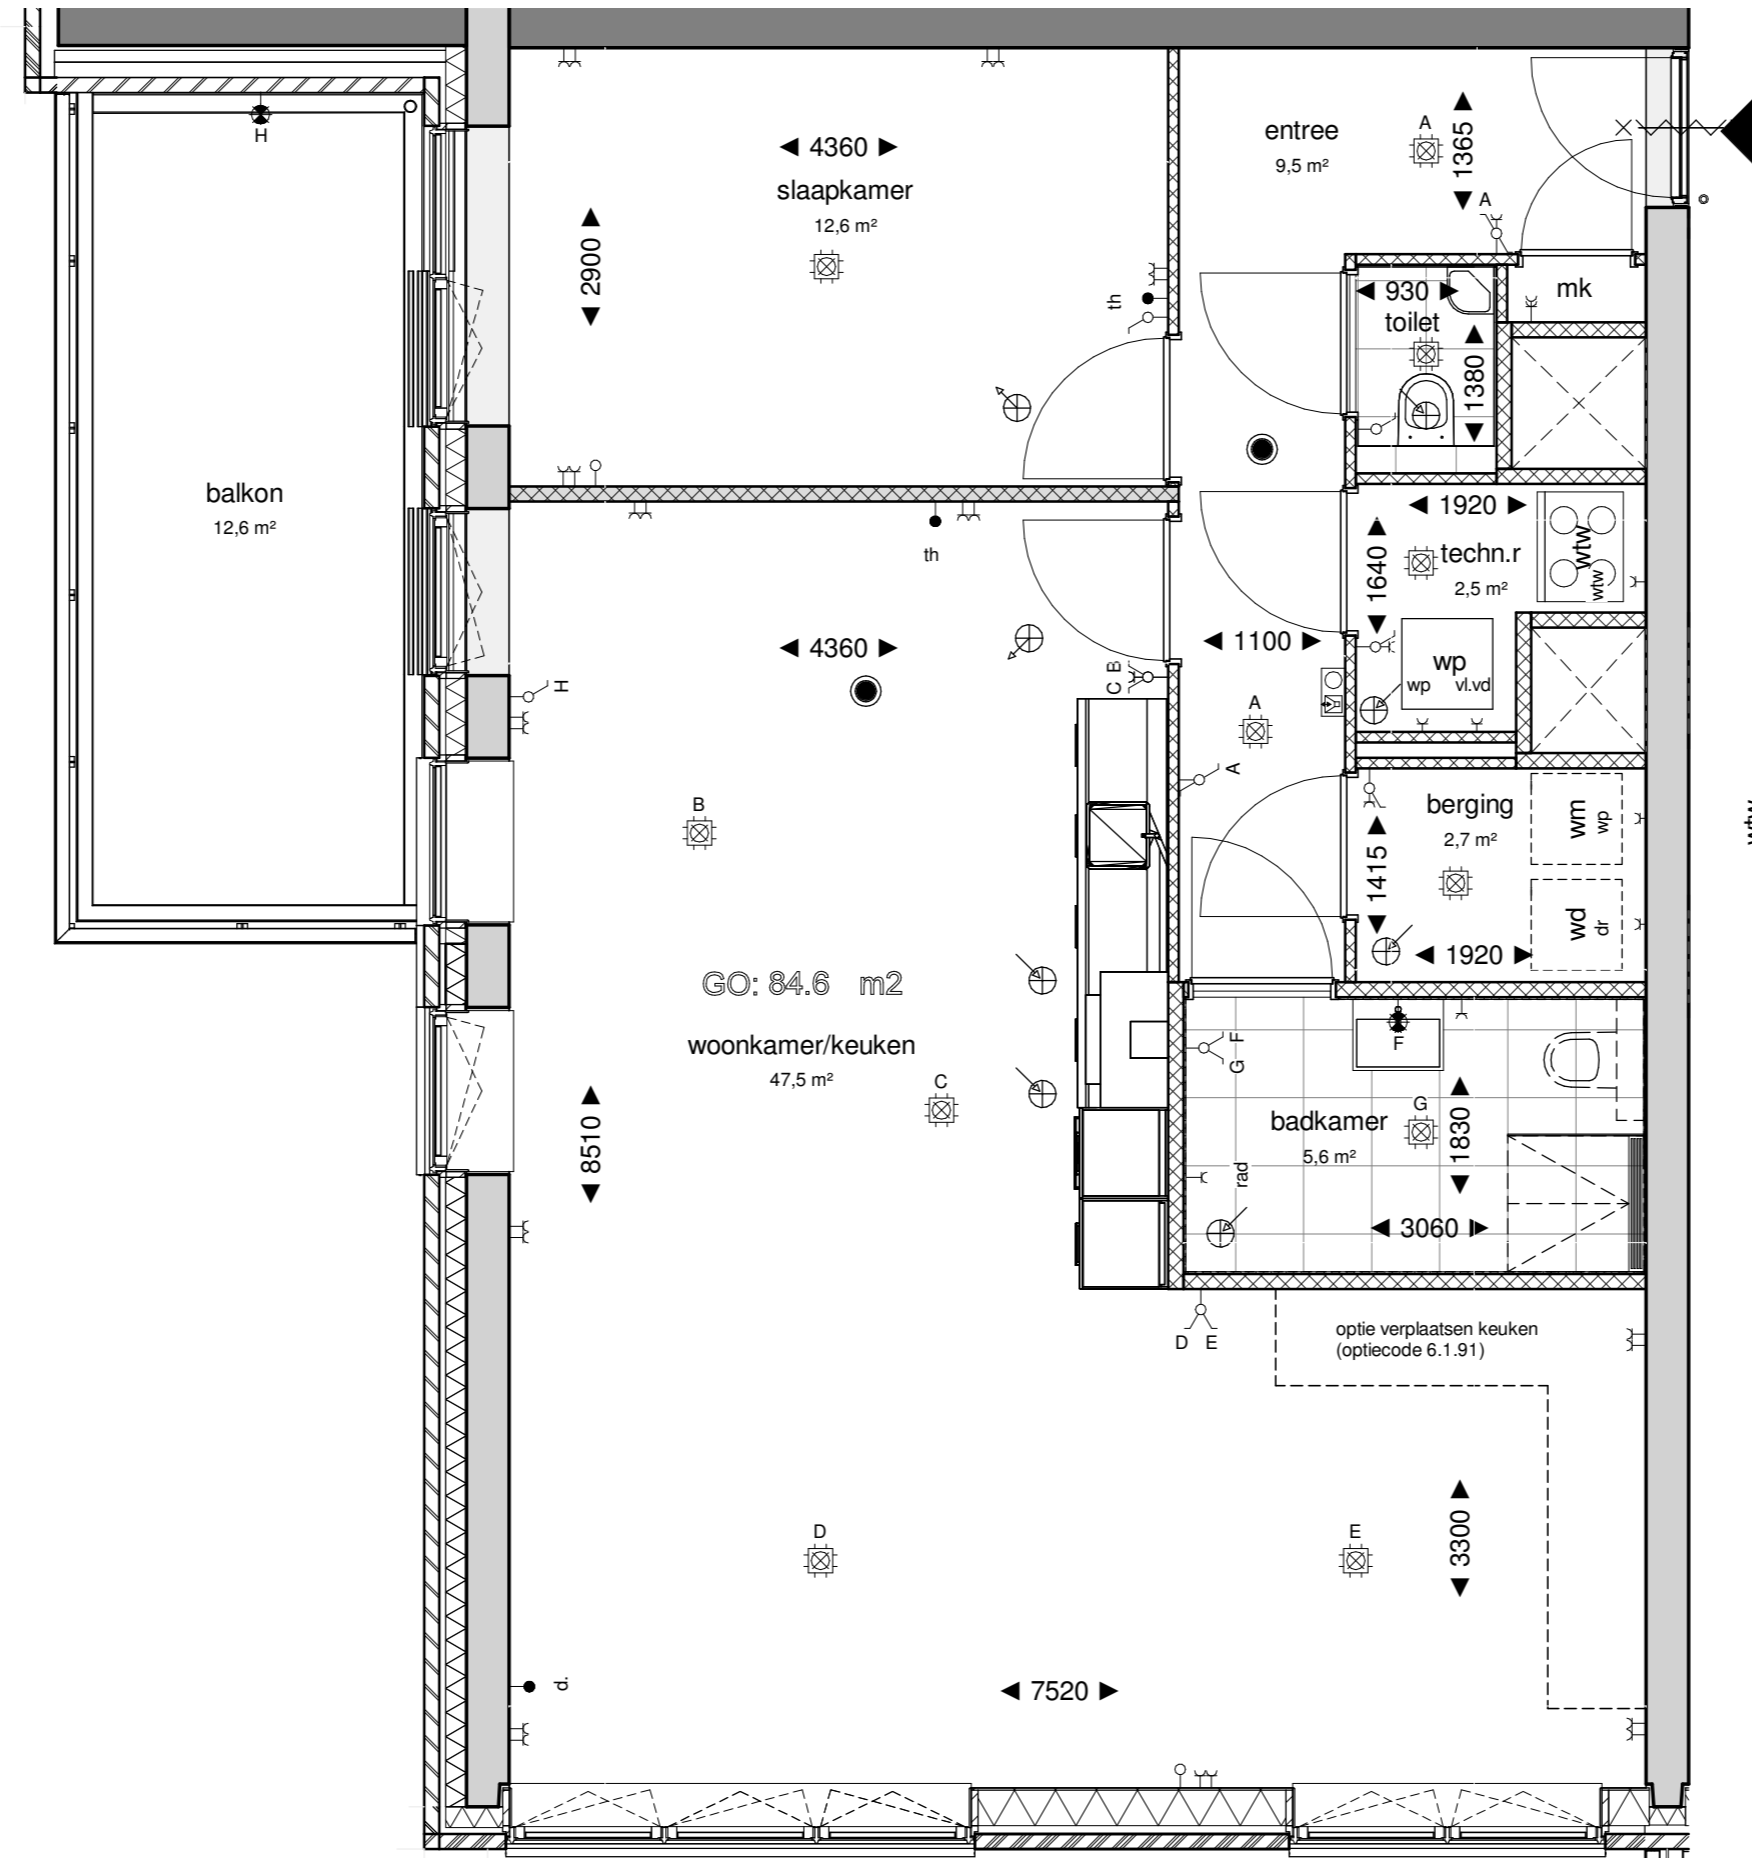 H
4360
slaapkamer
12,6 m²
2900
th
entree
9,5 m²
A
1365
A
930
toilet
1380
mk
balkon
12,6 m²
th
4360
1920
1640
techn.r
2,5 m²
wtw
wtw
1100
wp
wp vl.vd
H
C B
A
A
B
berging
2,7 m²
wm
wp
1415
wd
dr
1920
wtw
GO: 84.6 m2
woonkamer/keuken
47,5 m²
C
8510
G F
F
badkamer
5,6 m²
G
1830
rad
3060
D E
optie verplaatsen keuken
(optiecode 6.1.91)
D
E
3300
d.
7520